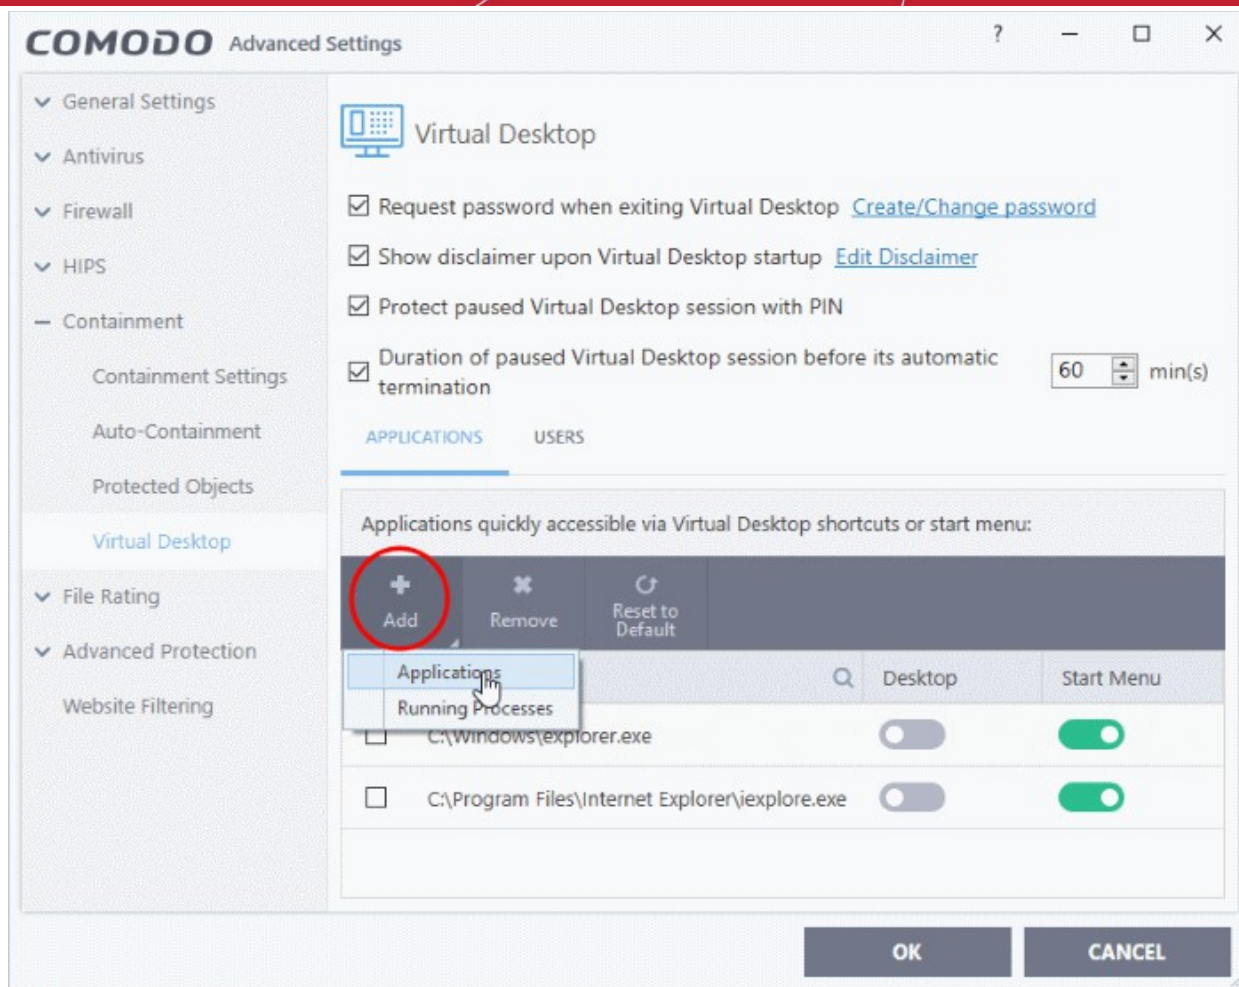 COMODO Advanced Settings ?
General Settings
Antivirus
Firewall
HIPS
Containment
Containment Settings
Auto-Containment
Protected Objects
Virtual Desktop
File Rating
Advanced Protection
Website Filtering
Virtual Desktop
Request password when exiting Virtual Desktop Create/Change password
Show disclaimer upon Virtual Desktop startup Edit Disclaimer
Protect paused Virtual Desktop session with PIN
Duration of paused Virtual Desktop session before its automatic
termination
60 min(s)
APPLICATIONS USERS
Applications quickly accessible via Virtual Desktop shortcuts or start menu:
Add Remove Reset to
Default
Applications
Running Processes
Desktop Start Menu
C:\Windows\explorer.exe
C:\Program Files\Internet Explorer\iexplore.exe
OK CANCEL